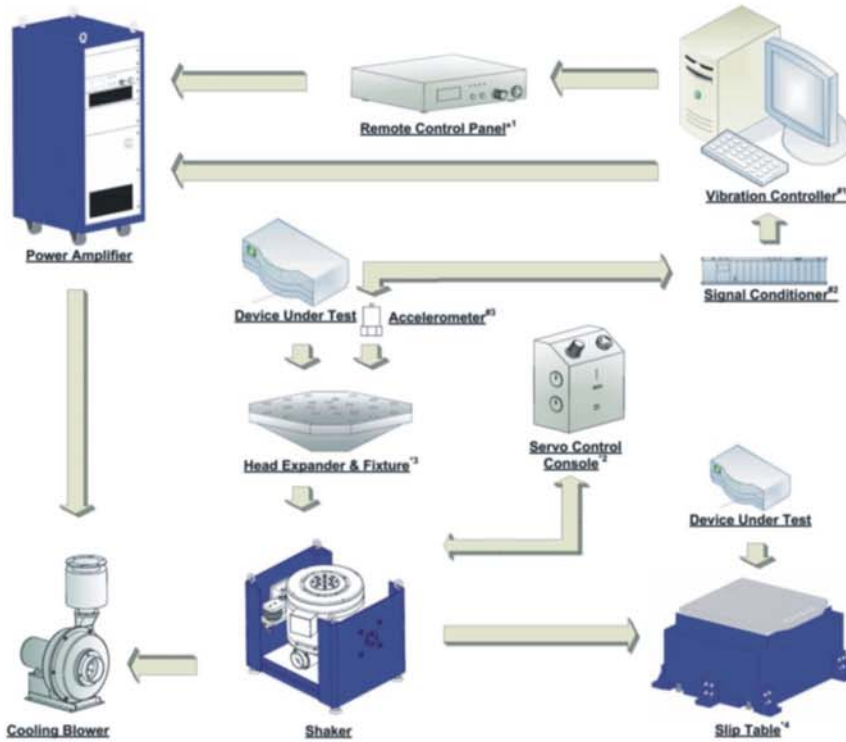 Remote Control Panel*1
Vibration Controller#1
Power Amplifier
Signal Conditioner#2
Device Under Test
Accelerometer#3
Servo Control
Console*2
Head Expander & Fixture*3
Device Under Test
Cooling Blower
Shaker
Slip Table*4